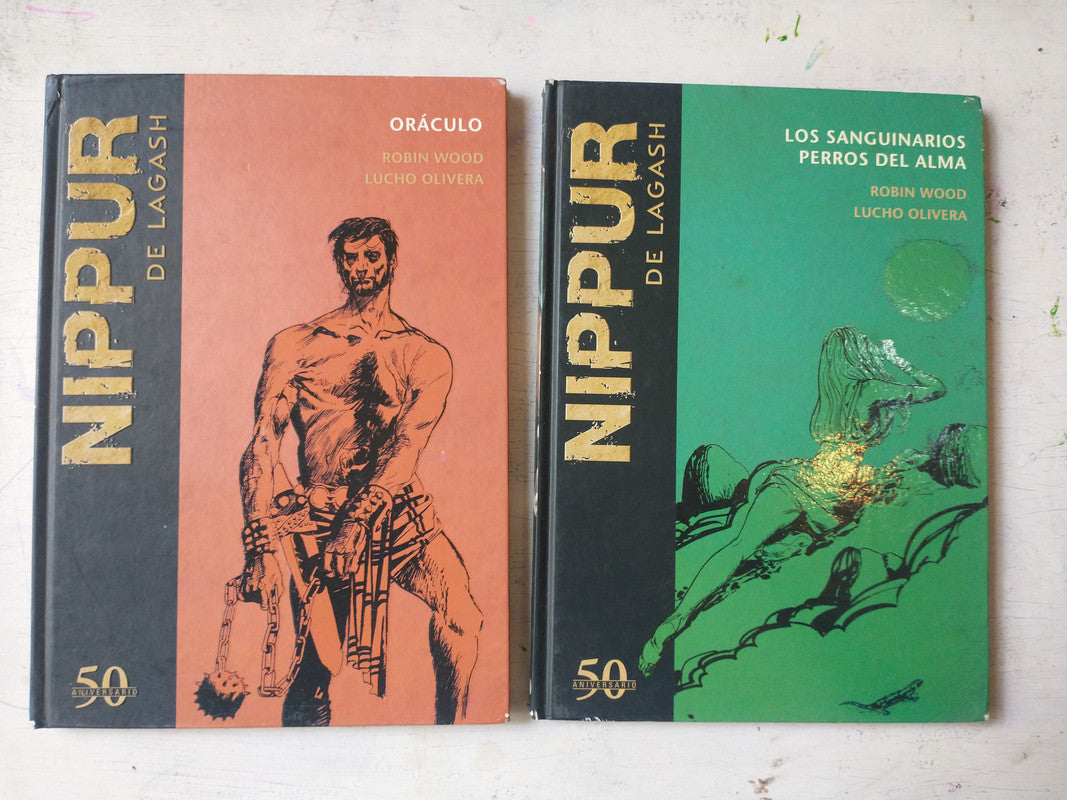 NIPPUR
DE LAGASH
ORÁCULO
ROBIN WOOD
LUCHO OLIVERA
50
ANIVERSARIO
NIPPUR
DE LAGASH
LOS SANGUINARIOS
PERROS DEL ALMA
ROBIN WOOD
LUCHO OLIVERA
50
ANIVERSARIO